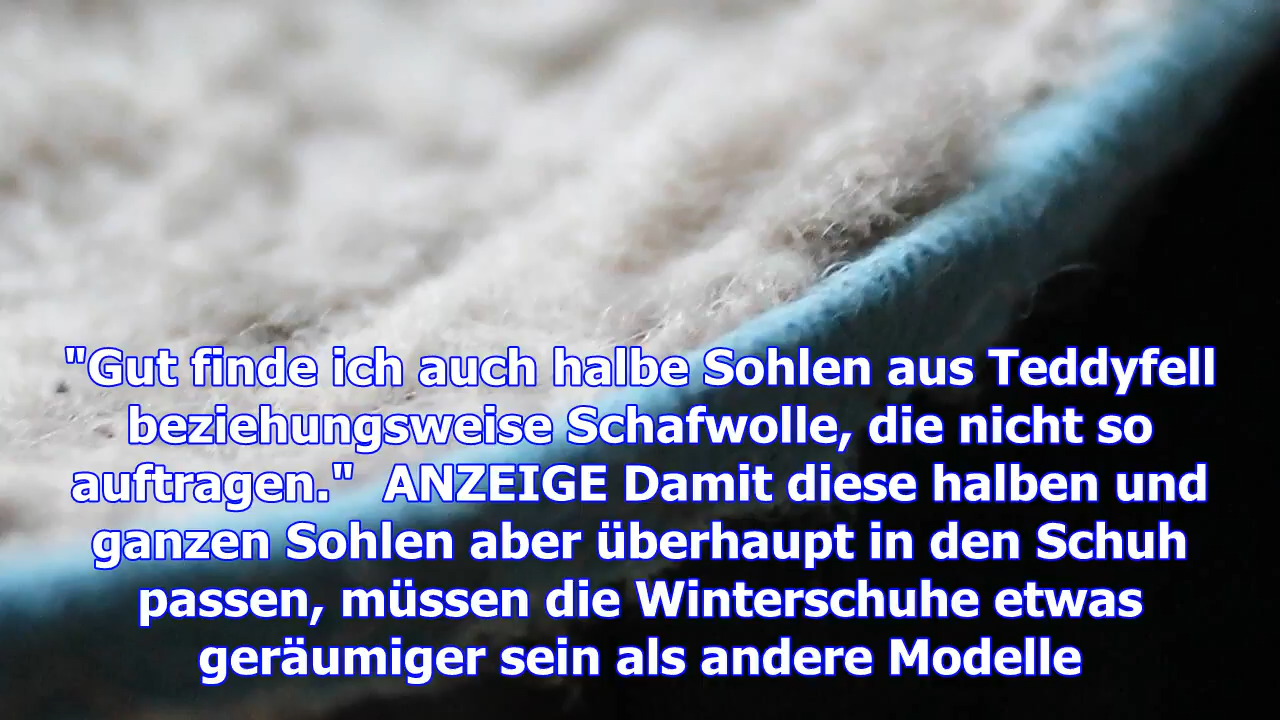 "Gut finde ich auch halbe Sohlen aus Teddyfell
beziehungsweise Schafwolle, die nicht so
auftragen."  ANZEIGE Damit diese halben und
ganzen Sohlen aber überhaupt in den Schuh
passen, müssen die Winterschuhe etwas
geräumiger sein als andere Modelle